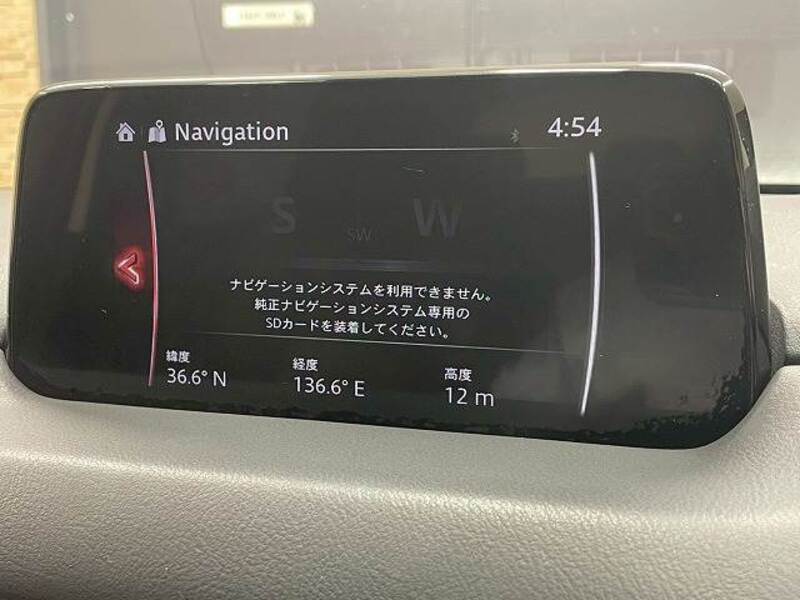 Navigation
4:54
S
SW
W
ナビゲーションシステムを利用できません。
純正ナビゲーションシステム専用の
SDカードを装着してください。
緯度
経度
高度
36.6° N
136.6° E
12 m